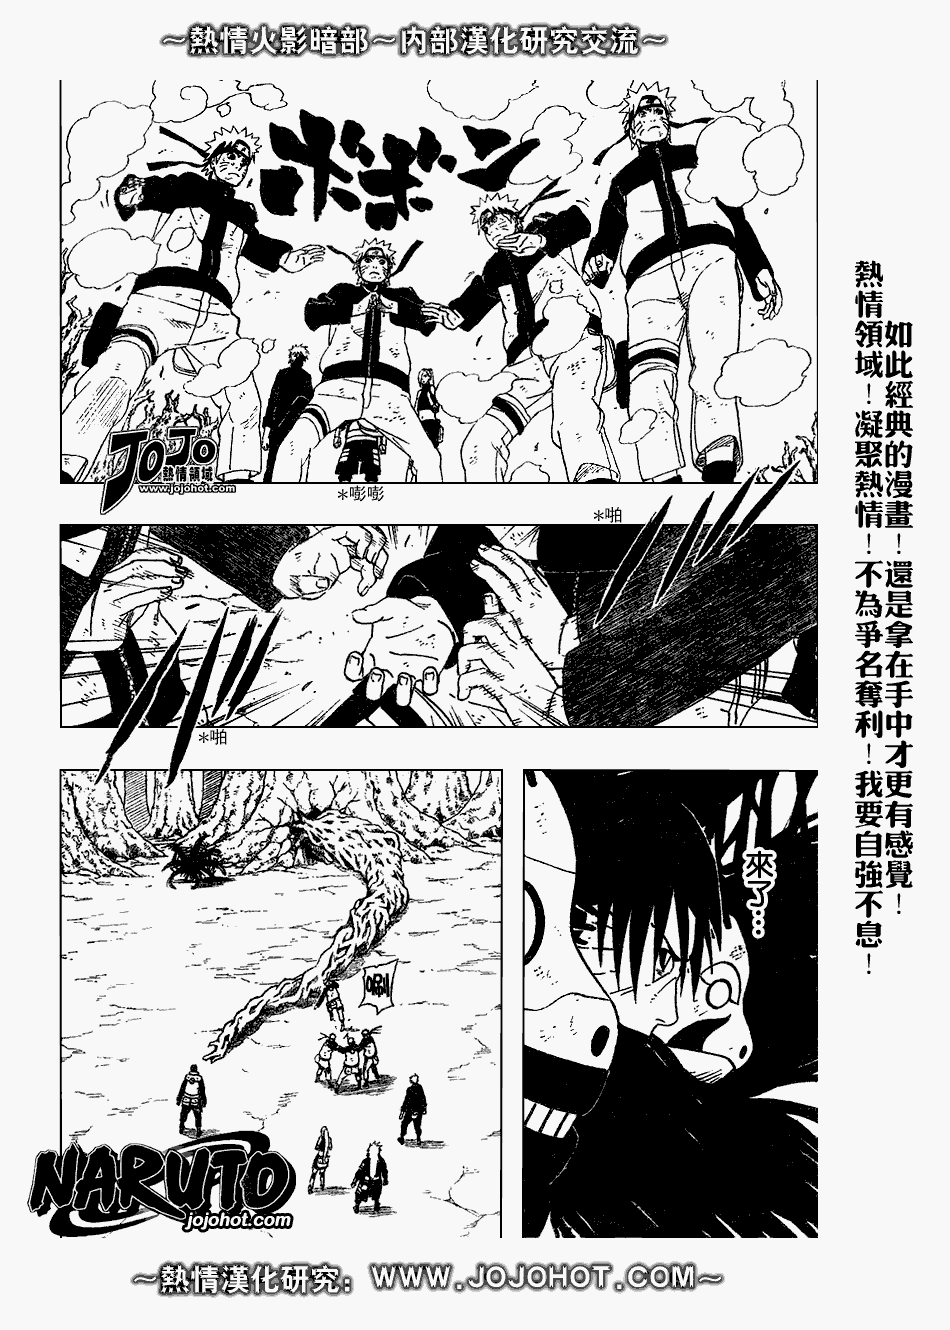 ～熱情火影暗部～内部漢化研究交流～
ボボーン
JOJO
熱情領域
www.jojohot.com
*嘭嘭
*啪
*啪
來了…
如此經典的漫畫！還是拿在手中才更有感覺！
熱情領域！凝聚熱情！不為爭名奪利！我要自強不息！
NARUTO
jojohot.com
～熱情漢化研究：WWW.JOJOHOT.COM～